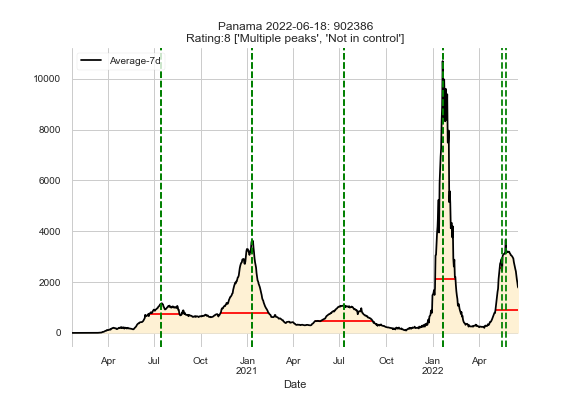 Panama 2022-06-18: 902386
Rating:8 ['Multiple peaks', 'Not in control']
Average-7d
10000
8000
6000
4000
2000
0
Apr Jul Oct Jan Apr Jul Oct Jan Apr
2021 2022
Date